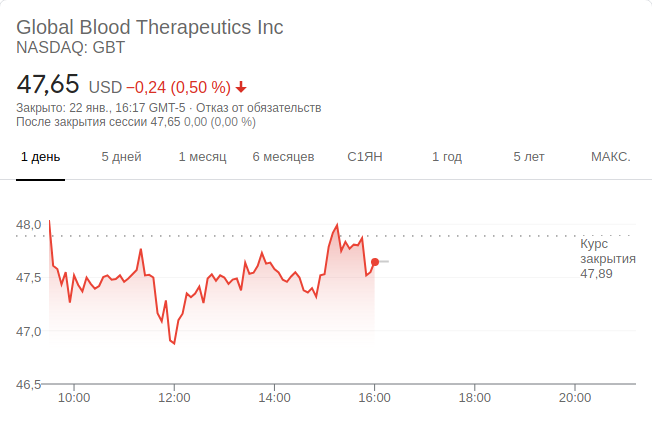 Global Blood Therapeutics Inc
NASDAQ: GBT
47,65 USD −0,24 (0,50 %)
Закрыто: 22 янв., 16:17 GMT-5 · Отказ от обязательств
После закрытия сессии 47,65 0,00 (0,00 %)
1 день 5 дней 1 месяц 6 месяцев С1ЯН 1 год 5 лет МАКС.
48,0
Курс
закрытия
47,89
47,5
47,0
46,5
10:00 12:00 14:00 16:00 18:00 20:00